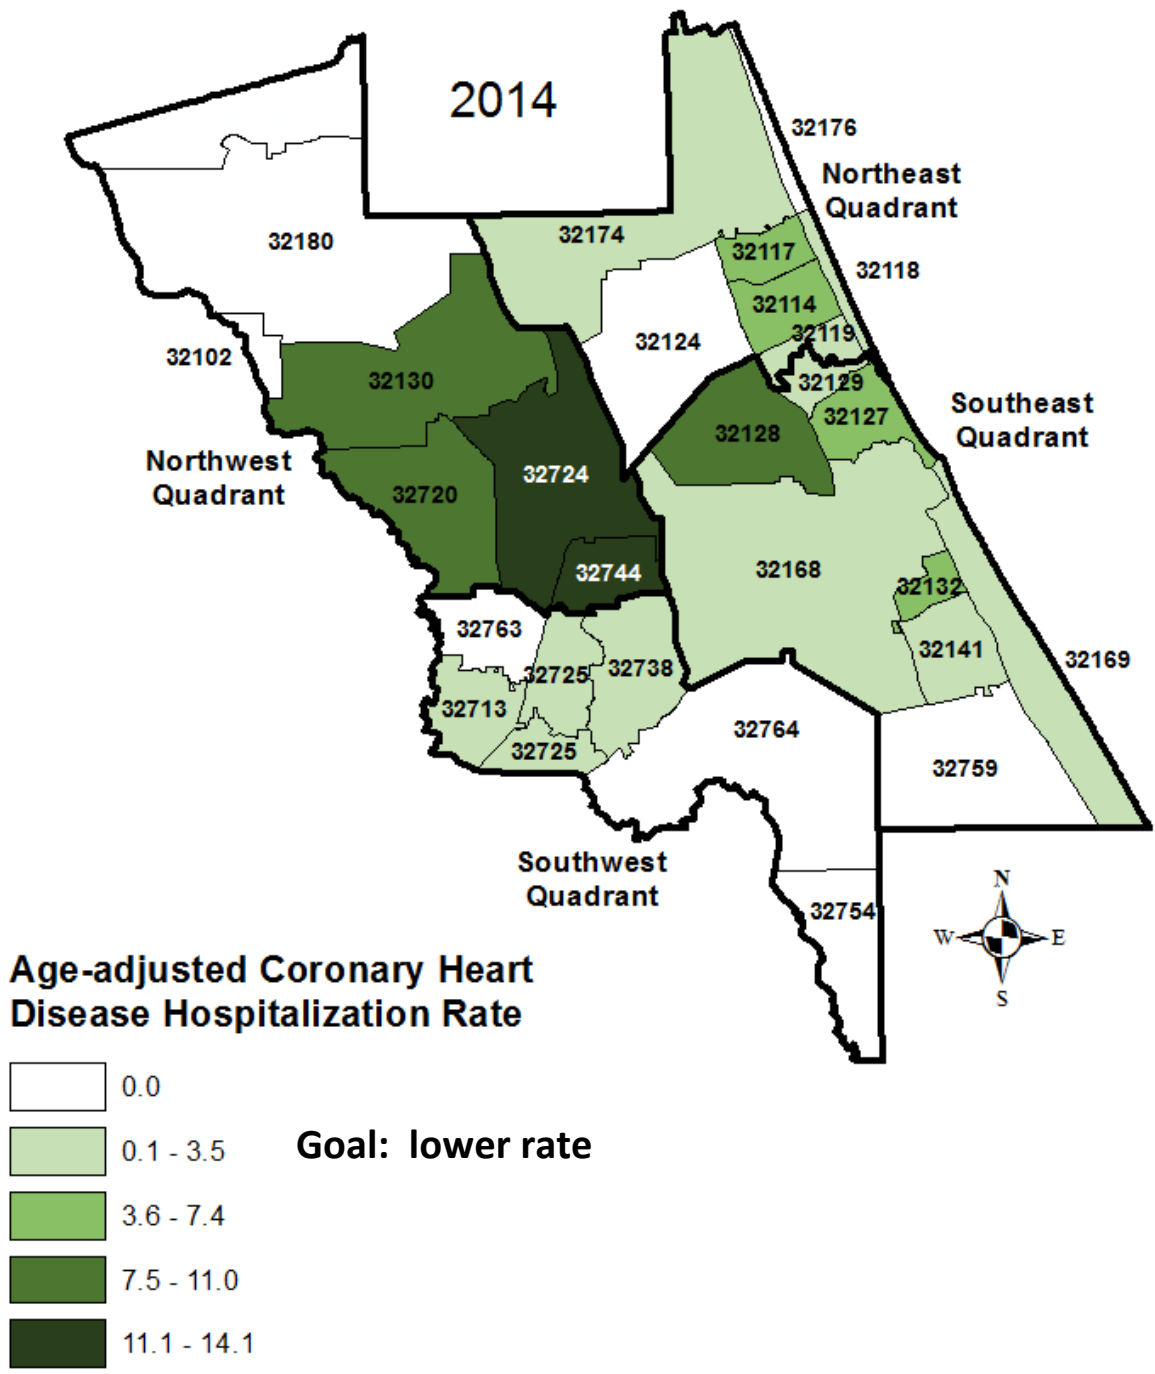 2014
32176
Northeast
Quadrant
32174
32180
32117
32118
32114
32119
32124
32102
32130
32129
Southeast
Quadrant
32127
32128
Northwest
Quadrant
32724
32720
32168
32744
32132
32763
32141
32169
32738
32725
32713
32764
32725
32759
Southwest
Quadrant
32754
N
W
E
S
Age-adjusted Coronary Heart
Disease Hospitalization Rate
0.0
0.1 - 3.5
Goal: lower rate
3.6 - 7.4
7.5 - 11.0
11.1 - 14.1